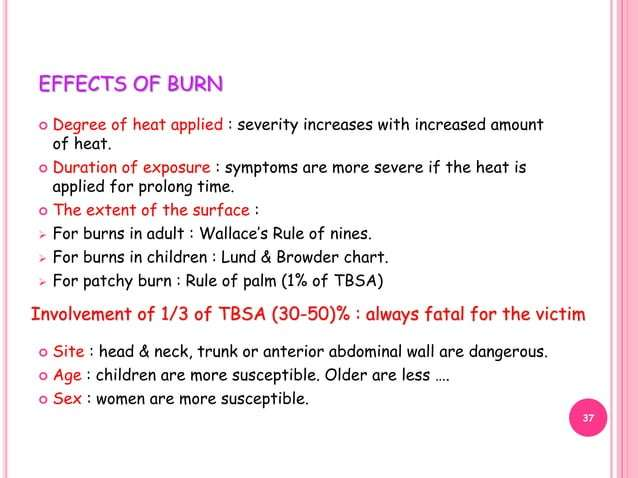 EFFECTS OF BURN
Degree of heat applied : severity increases with increased amount
of heat.
Duration of exposure : symptoms are more severe if the heat is
applied for prolong time.
The extent of the surface :
For burns in adult : Wallace's Rule of nines.
For burns in children : Lund & Browder chart.
For patchy burn : Rule of palm (1% of TBSA)
Involvement of 1/3 of TBSA (30-50)% : always fatal for the victim
Site : head & neck, trunk or anterior abdominal wall are dangerous.
Age : children are more susceptible. Older are less ….
Sex : women are more susceptible.
37